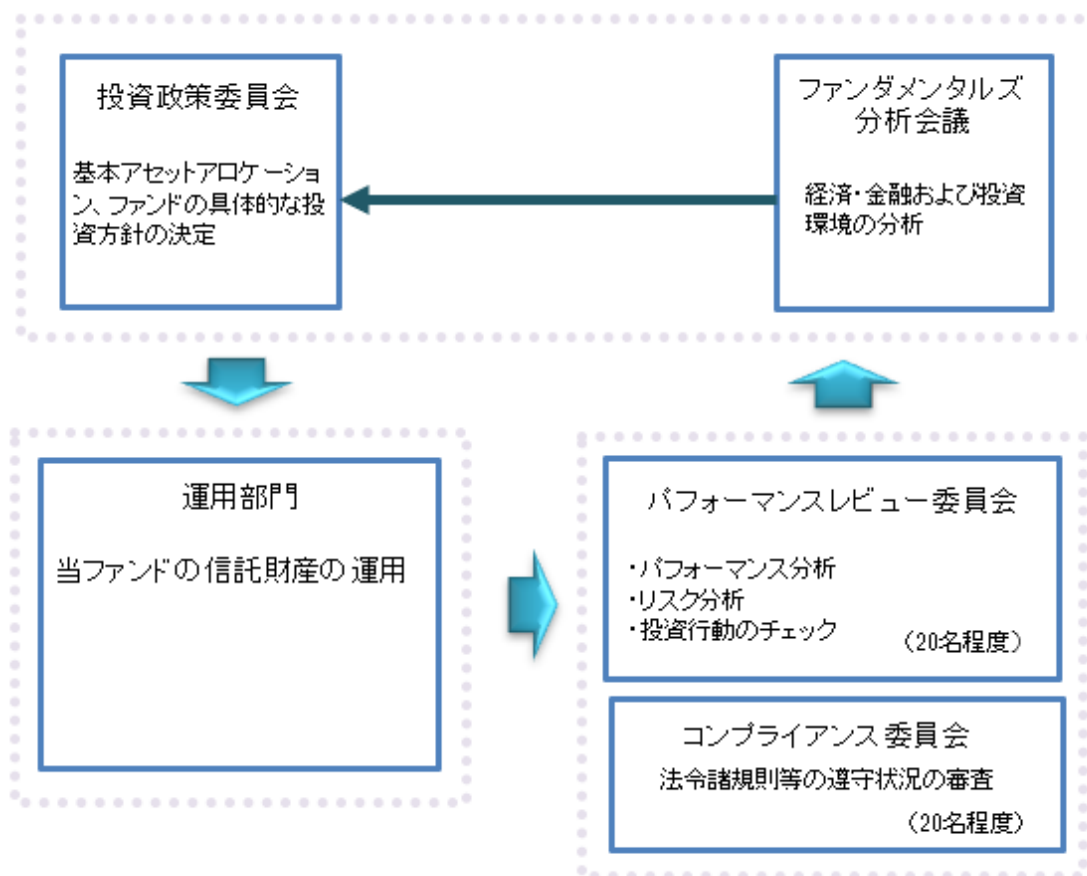 投資政策委員会
基本アセットアロケーショ
ン、ファンドの具体的な投
資方針の決定
ファンダメンタルズ
分析会議
経済・金融および投資
環境の分析
運用部門
当ファンドの信託財産の運用
パフォーマンスレビュー委員会
・パフォーマンス分析
・リスク分析
・投資行動のチェック
（20名程度）
コンプライアンス委員会
法令諸規則等の遵守状況の審査
（20名程度）